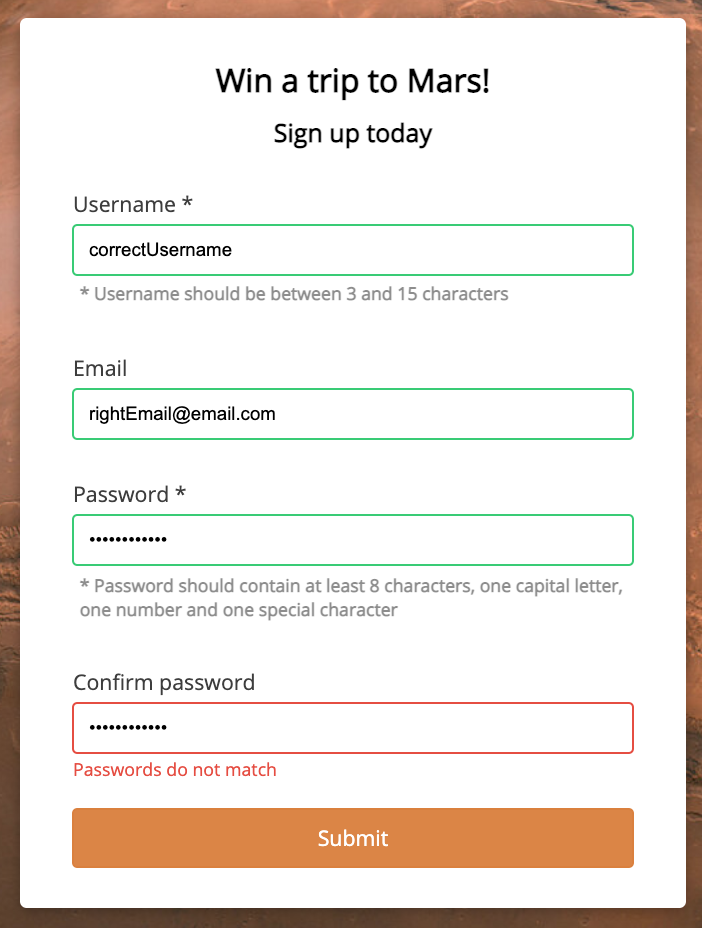 Win a trip to Mars!
Sign up today
Username *
correctUsername
* Username should be between 3 and 15 characters
Email
rightEmail@email.com
Password *
••••••••••••
* Password should contain at least 8 characters, one capital letter,
one number and one special character
Confirm password
••••••••••••
Passwords do not match
Submit